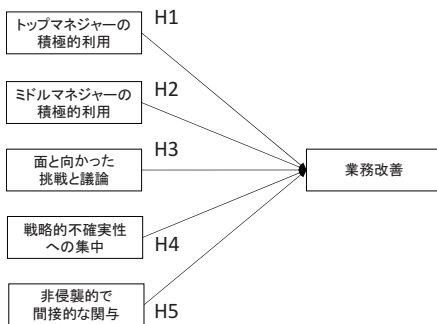 トップマネジャーの
積極的利用
H1
ミドルマネジャーの
積極的利用
H2
面と向かった
挑戦と議論
H3
業務改善
戦略的不確実性
への集中
H4
非侵襲的で
間接的な関与
H5